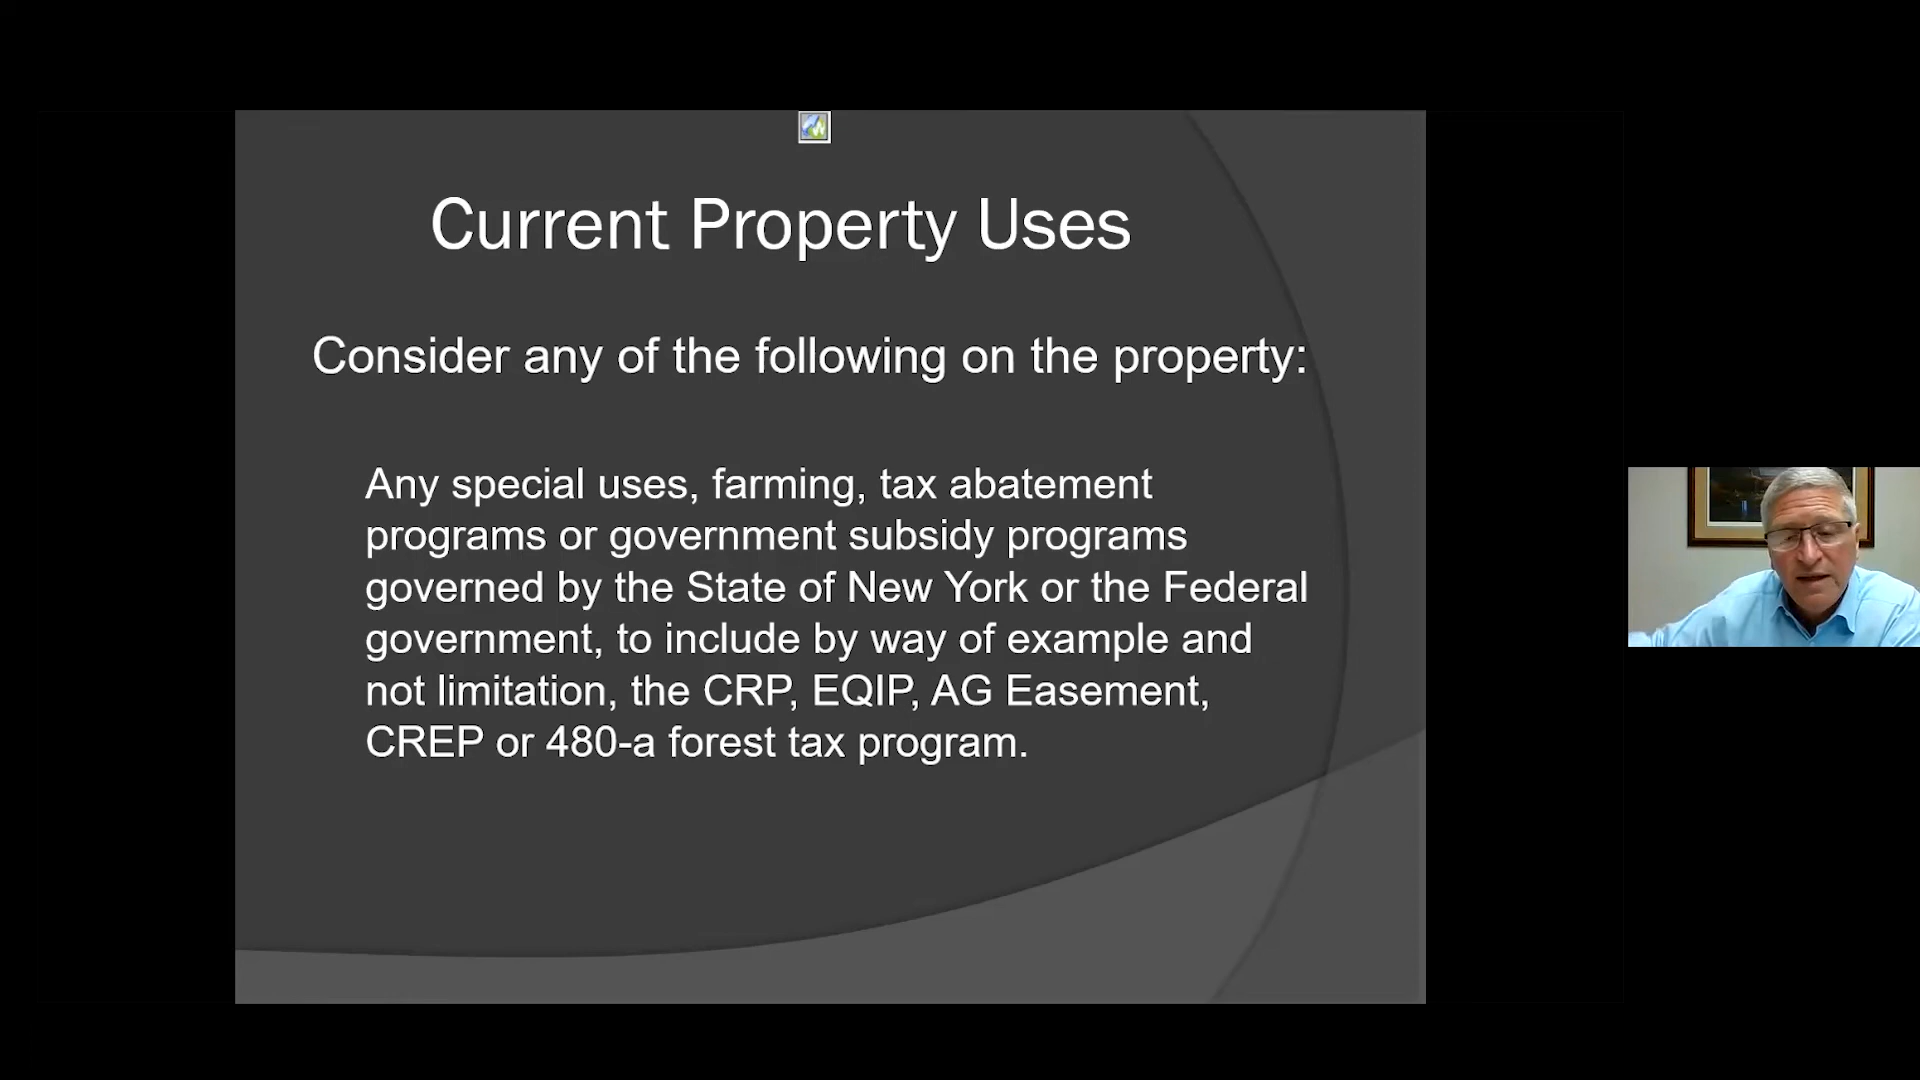 Current Property Uses
Consider any of the following on the property:
Any special uses, farming, tax abatement
programs or government subsidy programs
governed by the State of New York or the Federal
government, to include by way of example and
not limitation, the CRP, EQIP, AG Easement,
CREP or 480-a forest tax program.